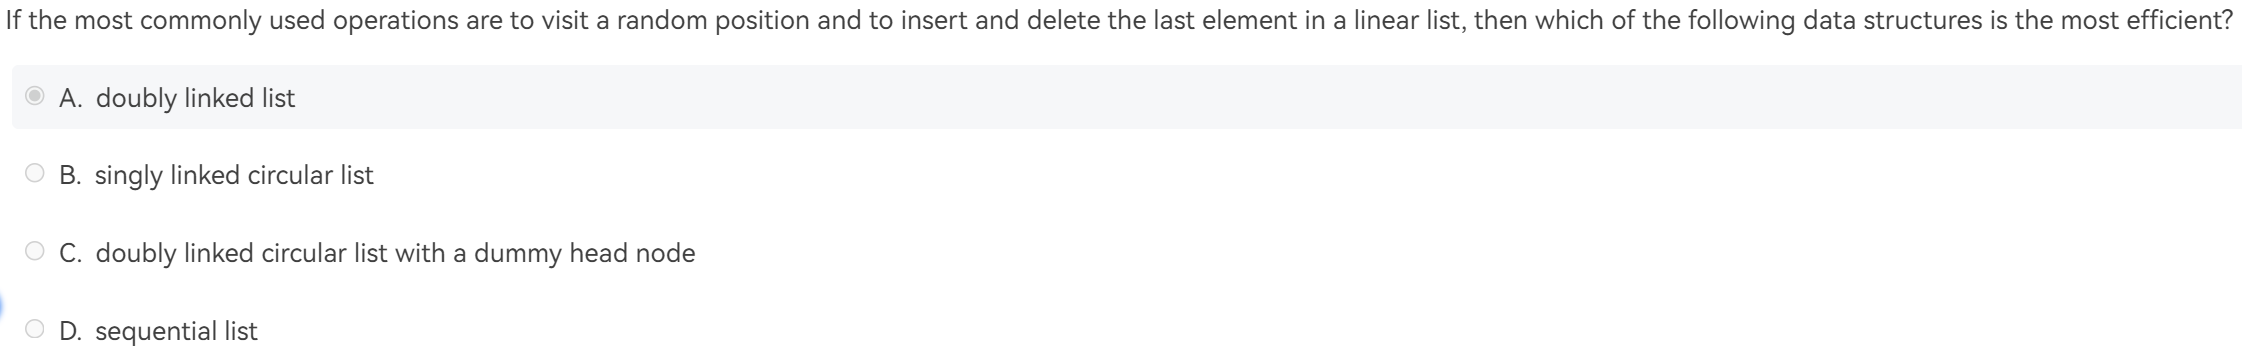 If the most commonly used operations are to visit a random position and to insert and delete the last element in a linear list, then which of the following data structures is the most efficient?
A. doubly linked list
B. singly linked circular list
C. doubly linked circular list with a dummy head node
D. sequential list